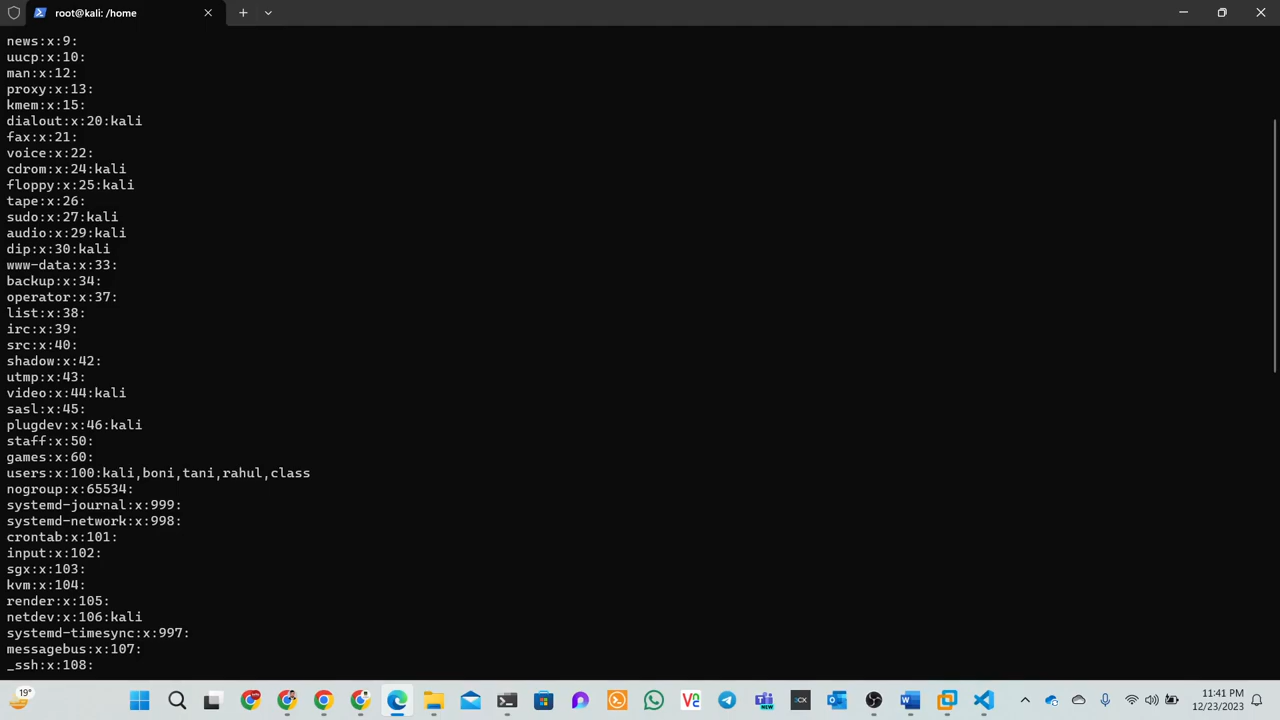 root@kali: /home
news:x:9:
uucp:x:10:
man:x:12:
proxy:x:13:
kmem:x:15:
dialout:x:20:kali
fax:x:21:
voice:x:22:
cdrom:x:24:kali
floppy:x:25:kali
tape:x:26:
sudo:x:27:kali
audio:x:29:kali
dip:x:30:kali
www-data:x:33:
backup:x:34:
operator:x:37:
list:x:38:
irc:x:39:
src:x:40:
shadow:x:42:
utmp:x:43:
video:x:44:kali
sasl:x:45:
plugdev:x:46:kali
staff:x:50:
games:x:60:
users:x:100:kali,boni,tani,rahul,class
nogroup:x:65534:
systemd-journal:x:999:
systemd-network:x:998:
crontab:x:101:
input:x:102:
sgx:x:103:
kvm:x:104:
render:x:105:
netdev:x:106:kali
systemd-timesync:x:997:
messagebus:x:107:
_ssh:x:108:
19°
11:41 PM
12/23/2023